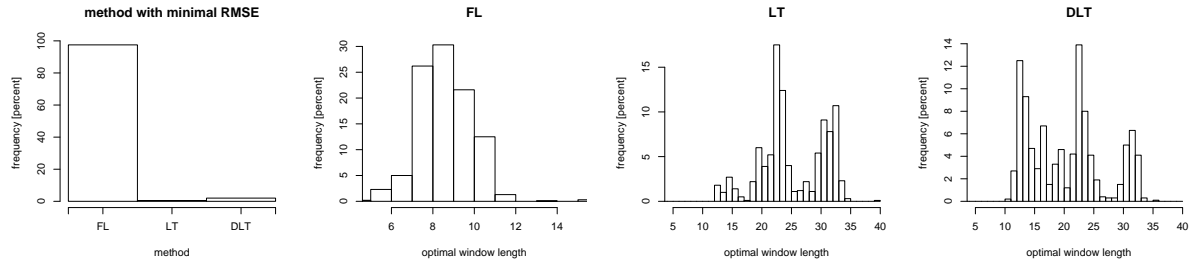 method with minimal RMSE
frequency [percent]
0 20 40 60 80 100
FL LT DLT
method
FL
frequency [percent]
0 5 10 15 20 25 30
6 8 10 12 14
optimal window length
LT
frequency [percent]
0 5 10 15
5 10 15 20 25 30 35 40
optimal window length
DLT
frequency [percent]
0 2 4 6 8 10 12 14
5 10 15 20 25 30 35 40
optimal window length